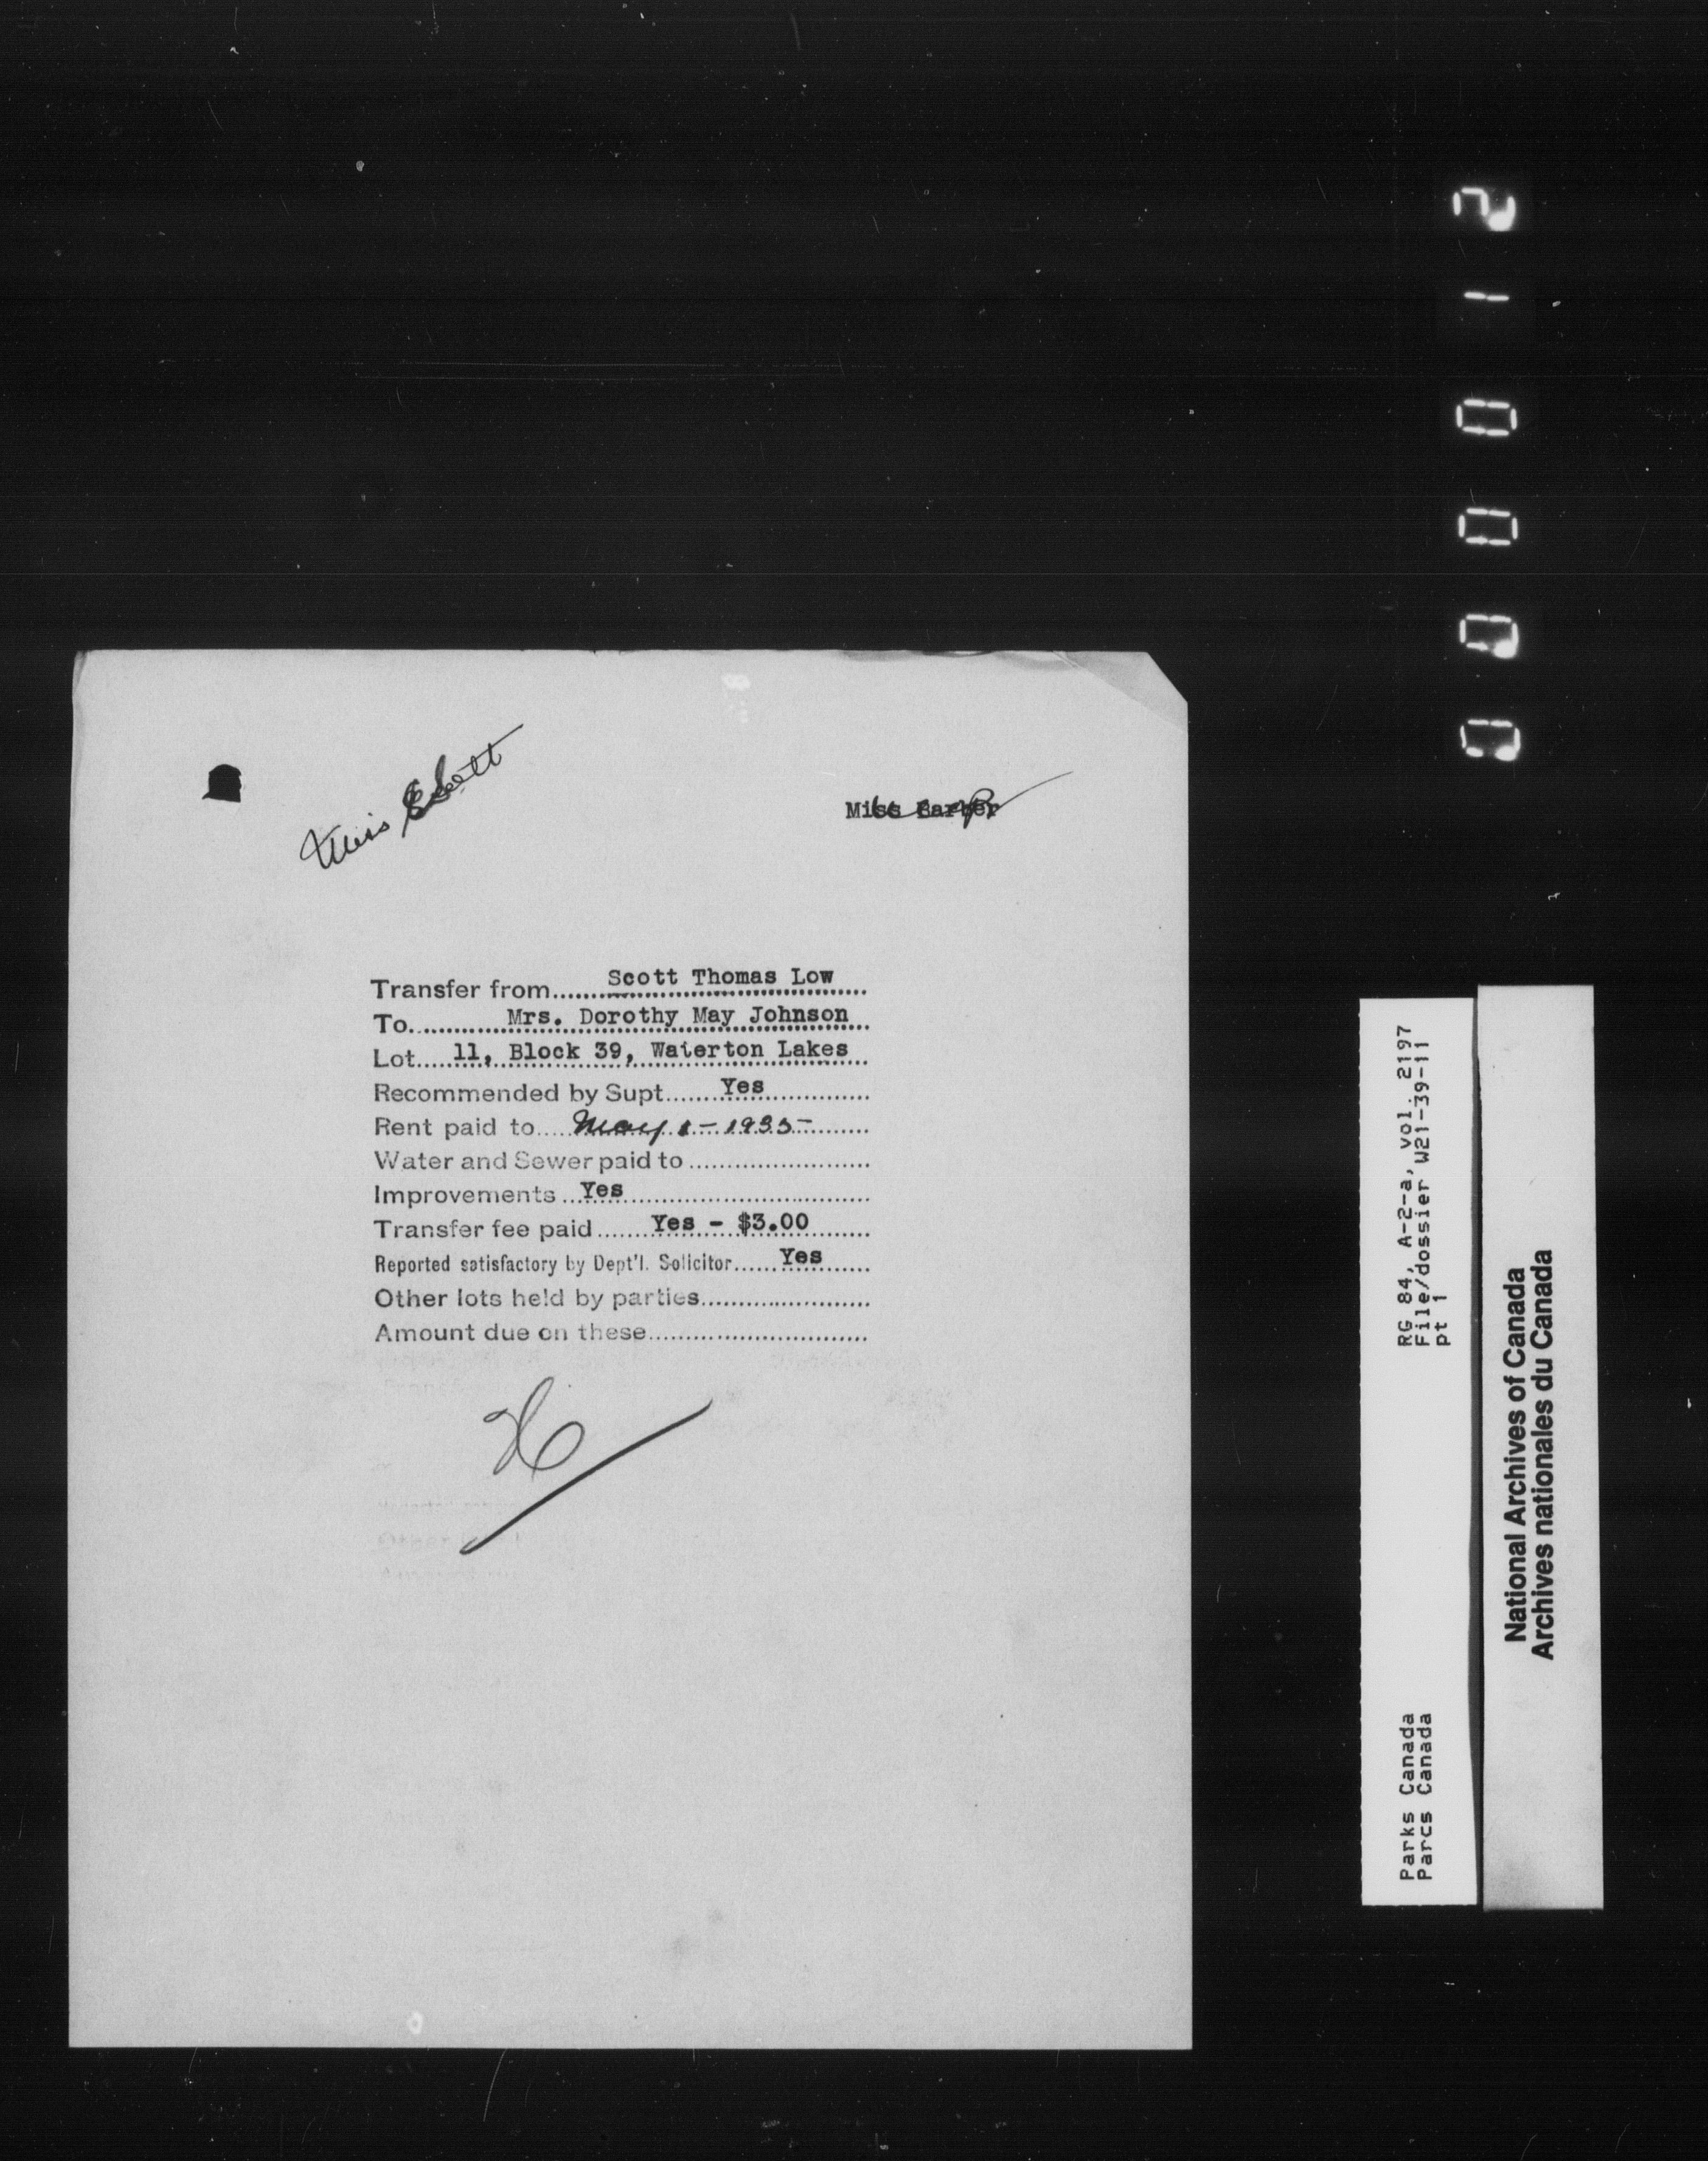 Miss
Miss Barber
Transfer from Scott Thomas Low
To Mrs. Dorothy May Johnson
Lot 11, Block 39, Waterton Lakes
Recommended by Supt. Yes
Rent paid to May 1 - 1935
Water and Sewer paid to
Improvements Yes
Transfer fee paid Yes - $3.00
Reported satisfactory by Dept'l. Solicitor Yes
Other lots held by parties
Amount due on these
RG 84, A-2-a, vol. 2197
File/dossier W21-39-11
pt 1
Parks Canada
Parcs Canada
National Archives of Canada
Archives nationales du Canada